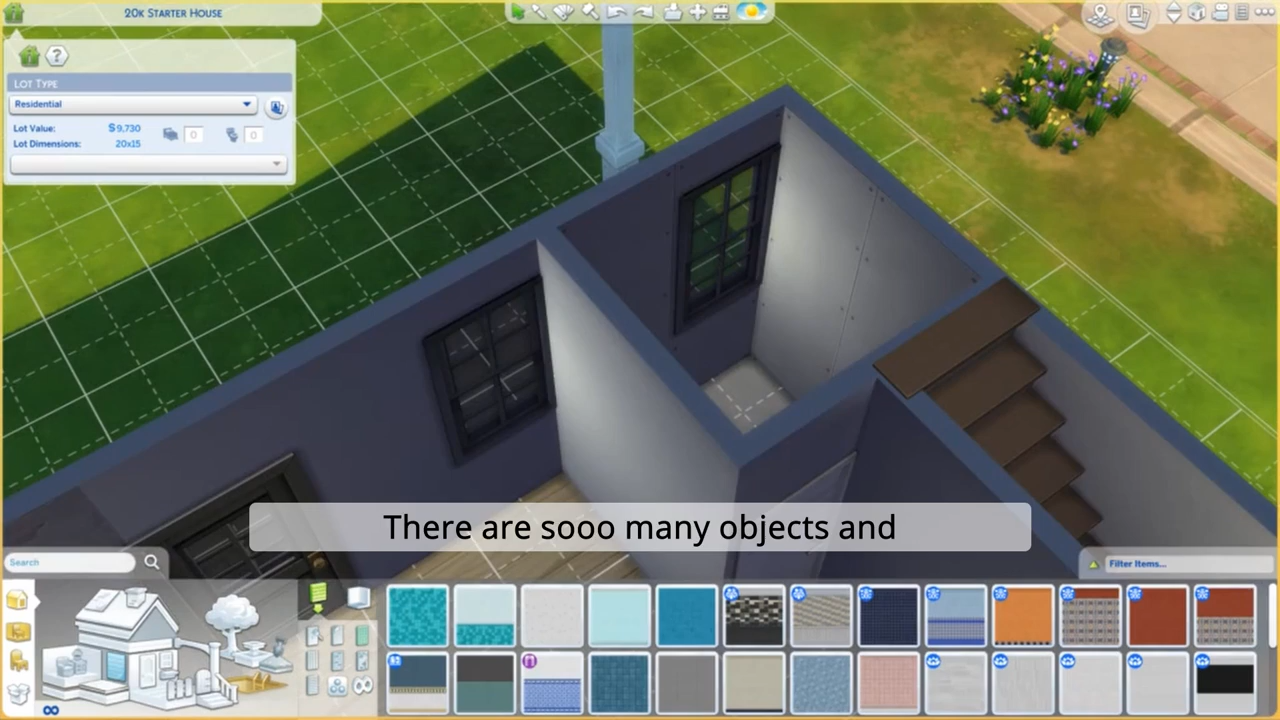 20K STARTER HOUSE
?
LOT TYPE
Residential
Lot Value: $9,730
0 0
Lot Dimensions: 20x15
There are sooo many objects and
Search
Filter Items...